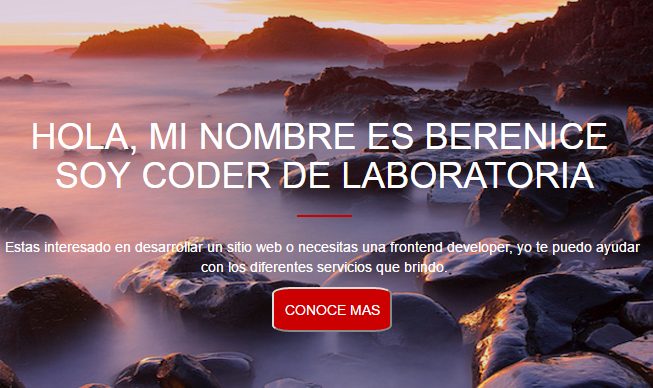 HOLA, MI NOMBRE ES BERENICE
SOY CODER DE LABORATORIA
Estas interesado en desarrollar un sitio web o necesitas una frontend developer, yo te puedo ayudar
con los diferentes servicios que brindo.
CONOCE MAS